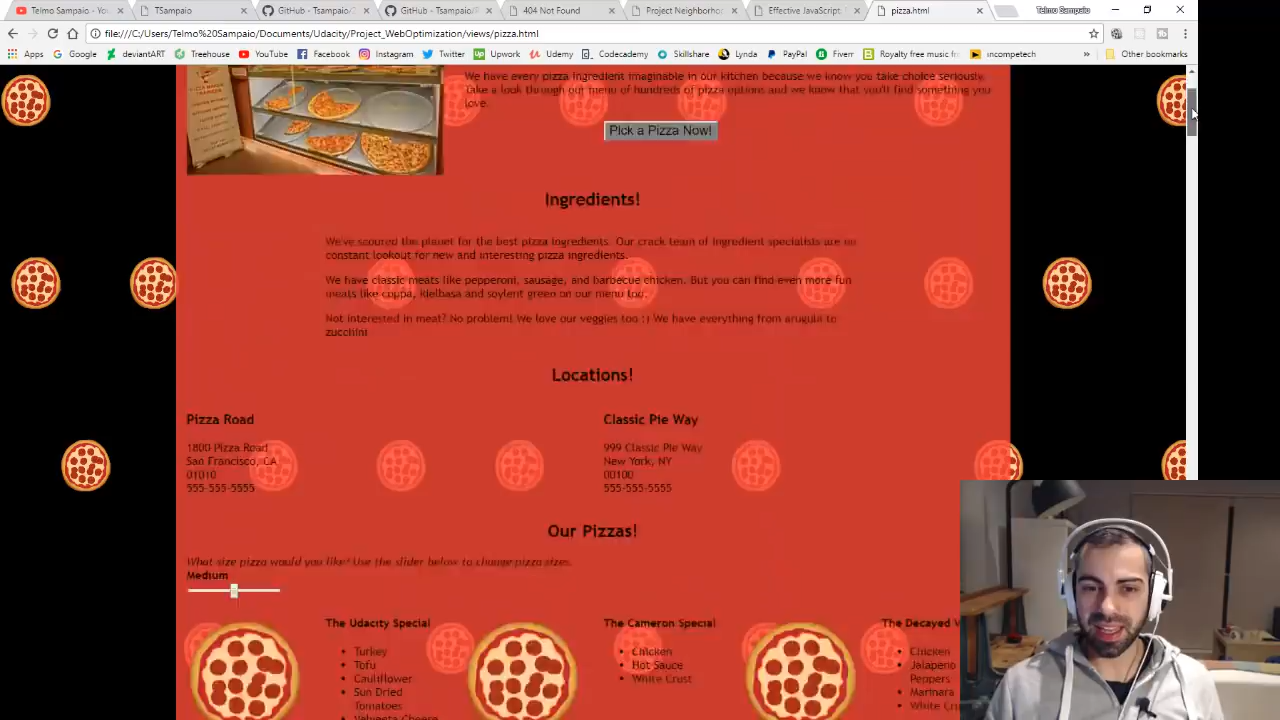 Telmo Sampaio - You
TSampaio
GitHub - Tsampaio/
GitHub - Tsampaio/
404 Not Found
Project Neighborho
Effective JavaScript:
pizza.html
Telmo Sampaio
file:///C:/Users/Telmo%20Sampaio/Documents/Udacity/Project_WebOptimization/views/pizza.html
Apps Google deviantART Treehouse YouTube Facebook Instagram Twitter Upwork Udemy Codecademy Skillshare Lynda PayPal Fiverr Royalty free music fr incompetech Other bookmarks
We have every pizza ingredient imaginable in our kitchen because we know you take choice seriously.
Take a look through our menu of hundreds of pizza options and we know that you'll find something you
love.
Pick a Pizza Now!
Ingredients!
We've scoured the planet for the best pizza ingredients. Our crack team of ingredient specialists are on
constant lookout for new and interesting pizza ingredients.
We have classic meats like pepperoni, sausage, and barbecue chicken. But you can find even more fun
meats like coppa, kielbasa and soylent green on our menu too.
Not interested in meat? No problem! We love our veggies too :) We have everything from arugula to
zucchini
Locations!
Pizza Road
1800 Pizza Road
San Francisco, CA
01010
555-555-5555
Classic Pie Way
999 Classic Pie Way
New York, NY
00100
555-555-5555
Our Pizzas!
What size pizza would you like? Use the slider below to change pizza sizes.
Medium
The Udacity Special
Turkey
Tofu
Cauliflower
Sun Dried
Tomatoes
Velveeta Cheese
The Cameron Special
Chicken
Hot Sauce
White Crust
The Decayed V
Chicken
Jalapeno
Peppers
Marinara
White Cru